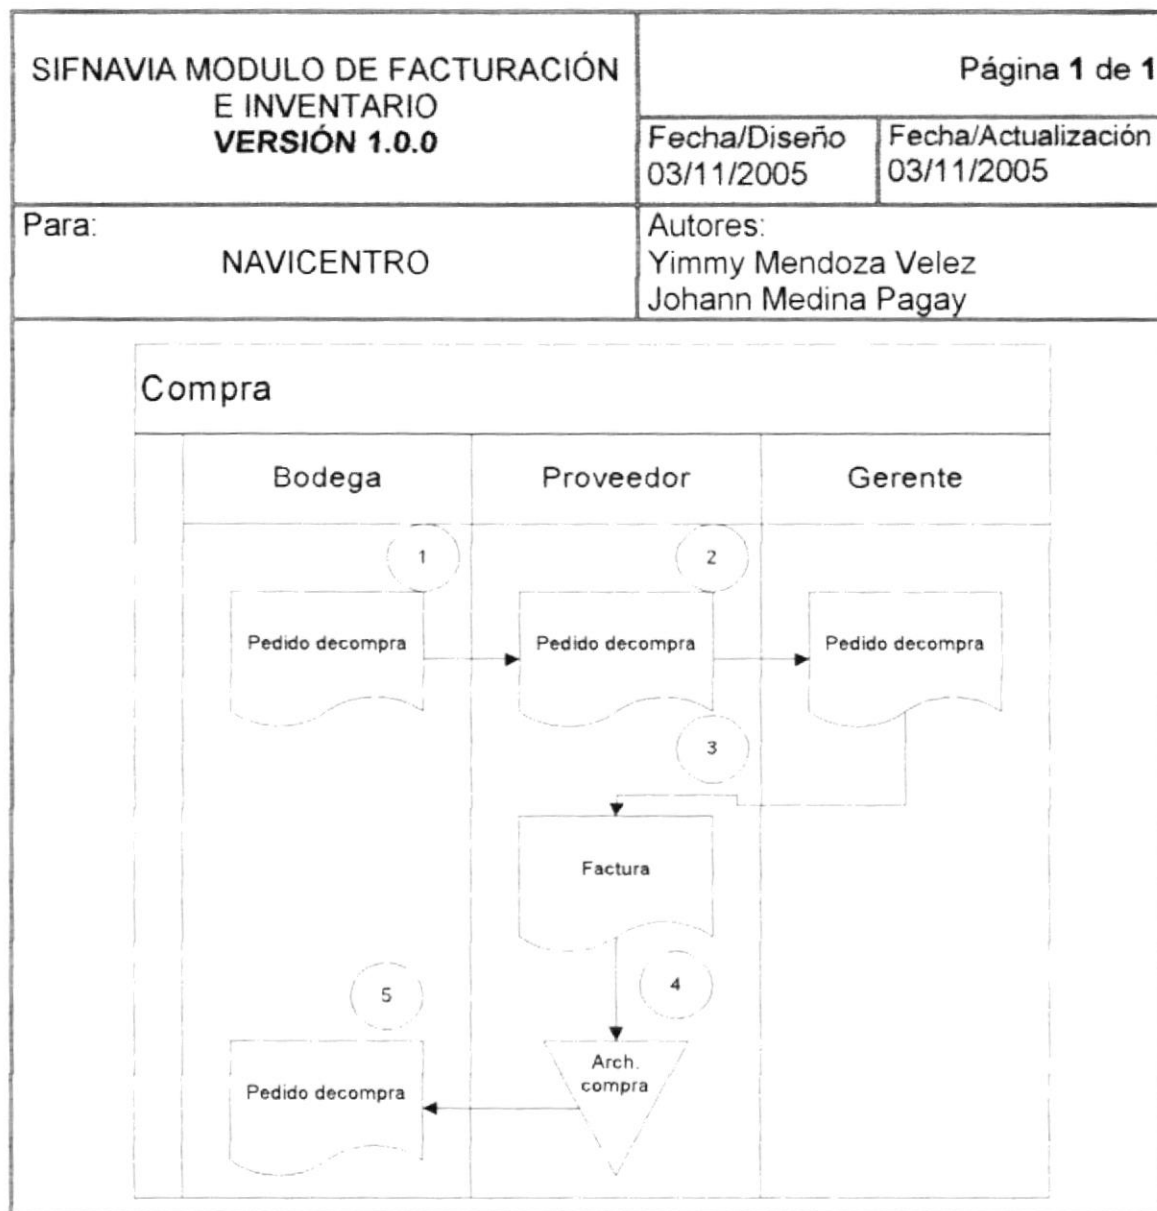 SIFNAVIA MODULO DE FACTURACIÓN
E INVENTARIO
VERSIÓN 1.0.0
Página 1 de 1
Fecha/Diseño
03/11/2005
Fecha/Actualización
03/11/2005
Para:
NAVICENTRO
Autores:
Yimmy Mendoza Velez
Johann Medina Pagay
Compra
Bodega
Proveedor
Gerente
1
2
Pedido decompra
Pedido decompra
Pedido decompra
3
Factura
4
5
Arch.
compra
Pedido decompra